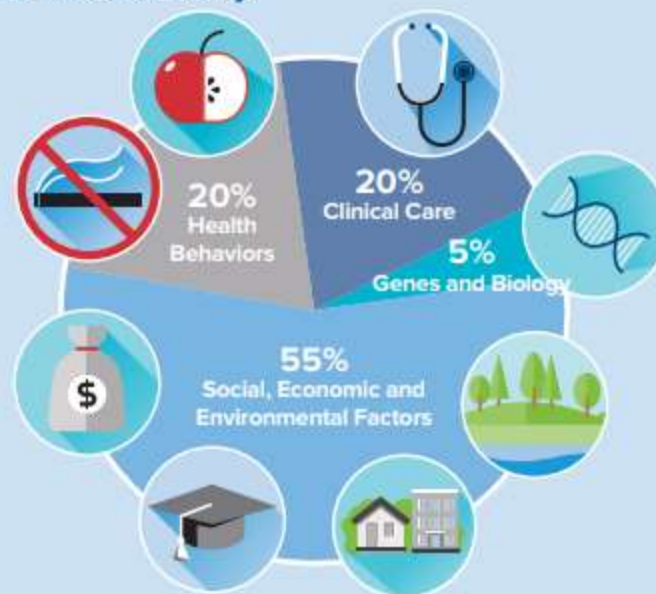 20%
Health
Behaviors
20%
Clinical Care
5%
Genes and Biology
55%
Social, Economic and
Environmental Factors
$